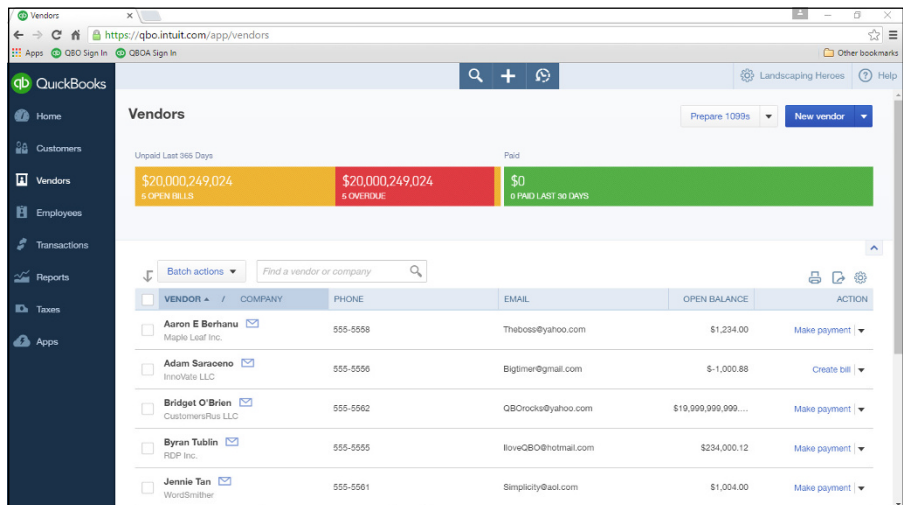 Vendors
https://qbo.intuit.com/app/vendors
Apps QBO Sign In QBOA Sign In Other bookmarks
qb QuickBooks
Landscaping Heroes ? Help
Home
Customers
Vendors
Employees
Transactions
Reports
Taxes
Apps
Vendors
Prepare 1099s New vendor
Unpaid Last 365 Days Paid
$20,000,249,024 $20,000,249,024 $0
5 OPEN BILLS 5 OVERDUE 0 PAID LAST 30 DAYS
Batch actions Find a vendor or company
VENDOR / COMPANY PHONE EMAIL OPEN BALANCE ACTION
Aaron E Berhanu 555-5558 Theboss@yahoo.com $1,234.00 Make payment
Maple Leaf Inc.
Adam Saraceno 555-5556 Bigtimer@gmail.com $-1,000.88 Create bill
InnoVate LLC
Bridget O'Brien 555-5562 QBOrocks@yahoo.com $19,999,999,999.... Make payment
CustomersRus LLC
Byran Tublin 555-5555 IloveQBO@hotmail.com $234,000.12 Make payment
RDP Inc.
Jennie Tan 555-5561 Simplicity@aol.com $1,004.00 Make payment
WordSmither